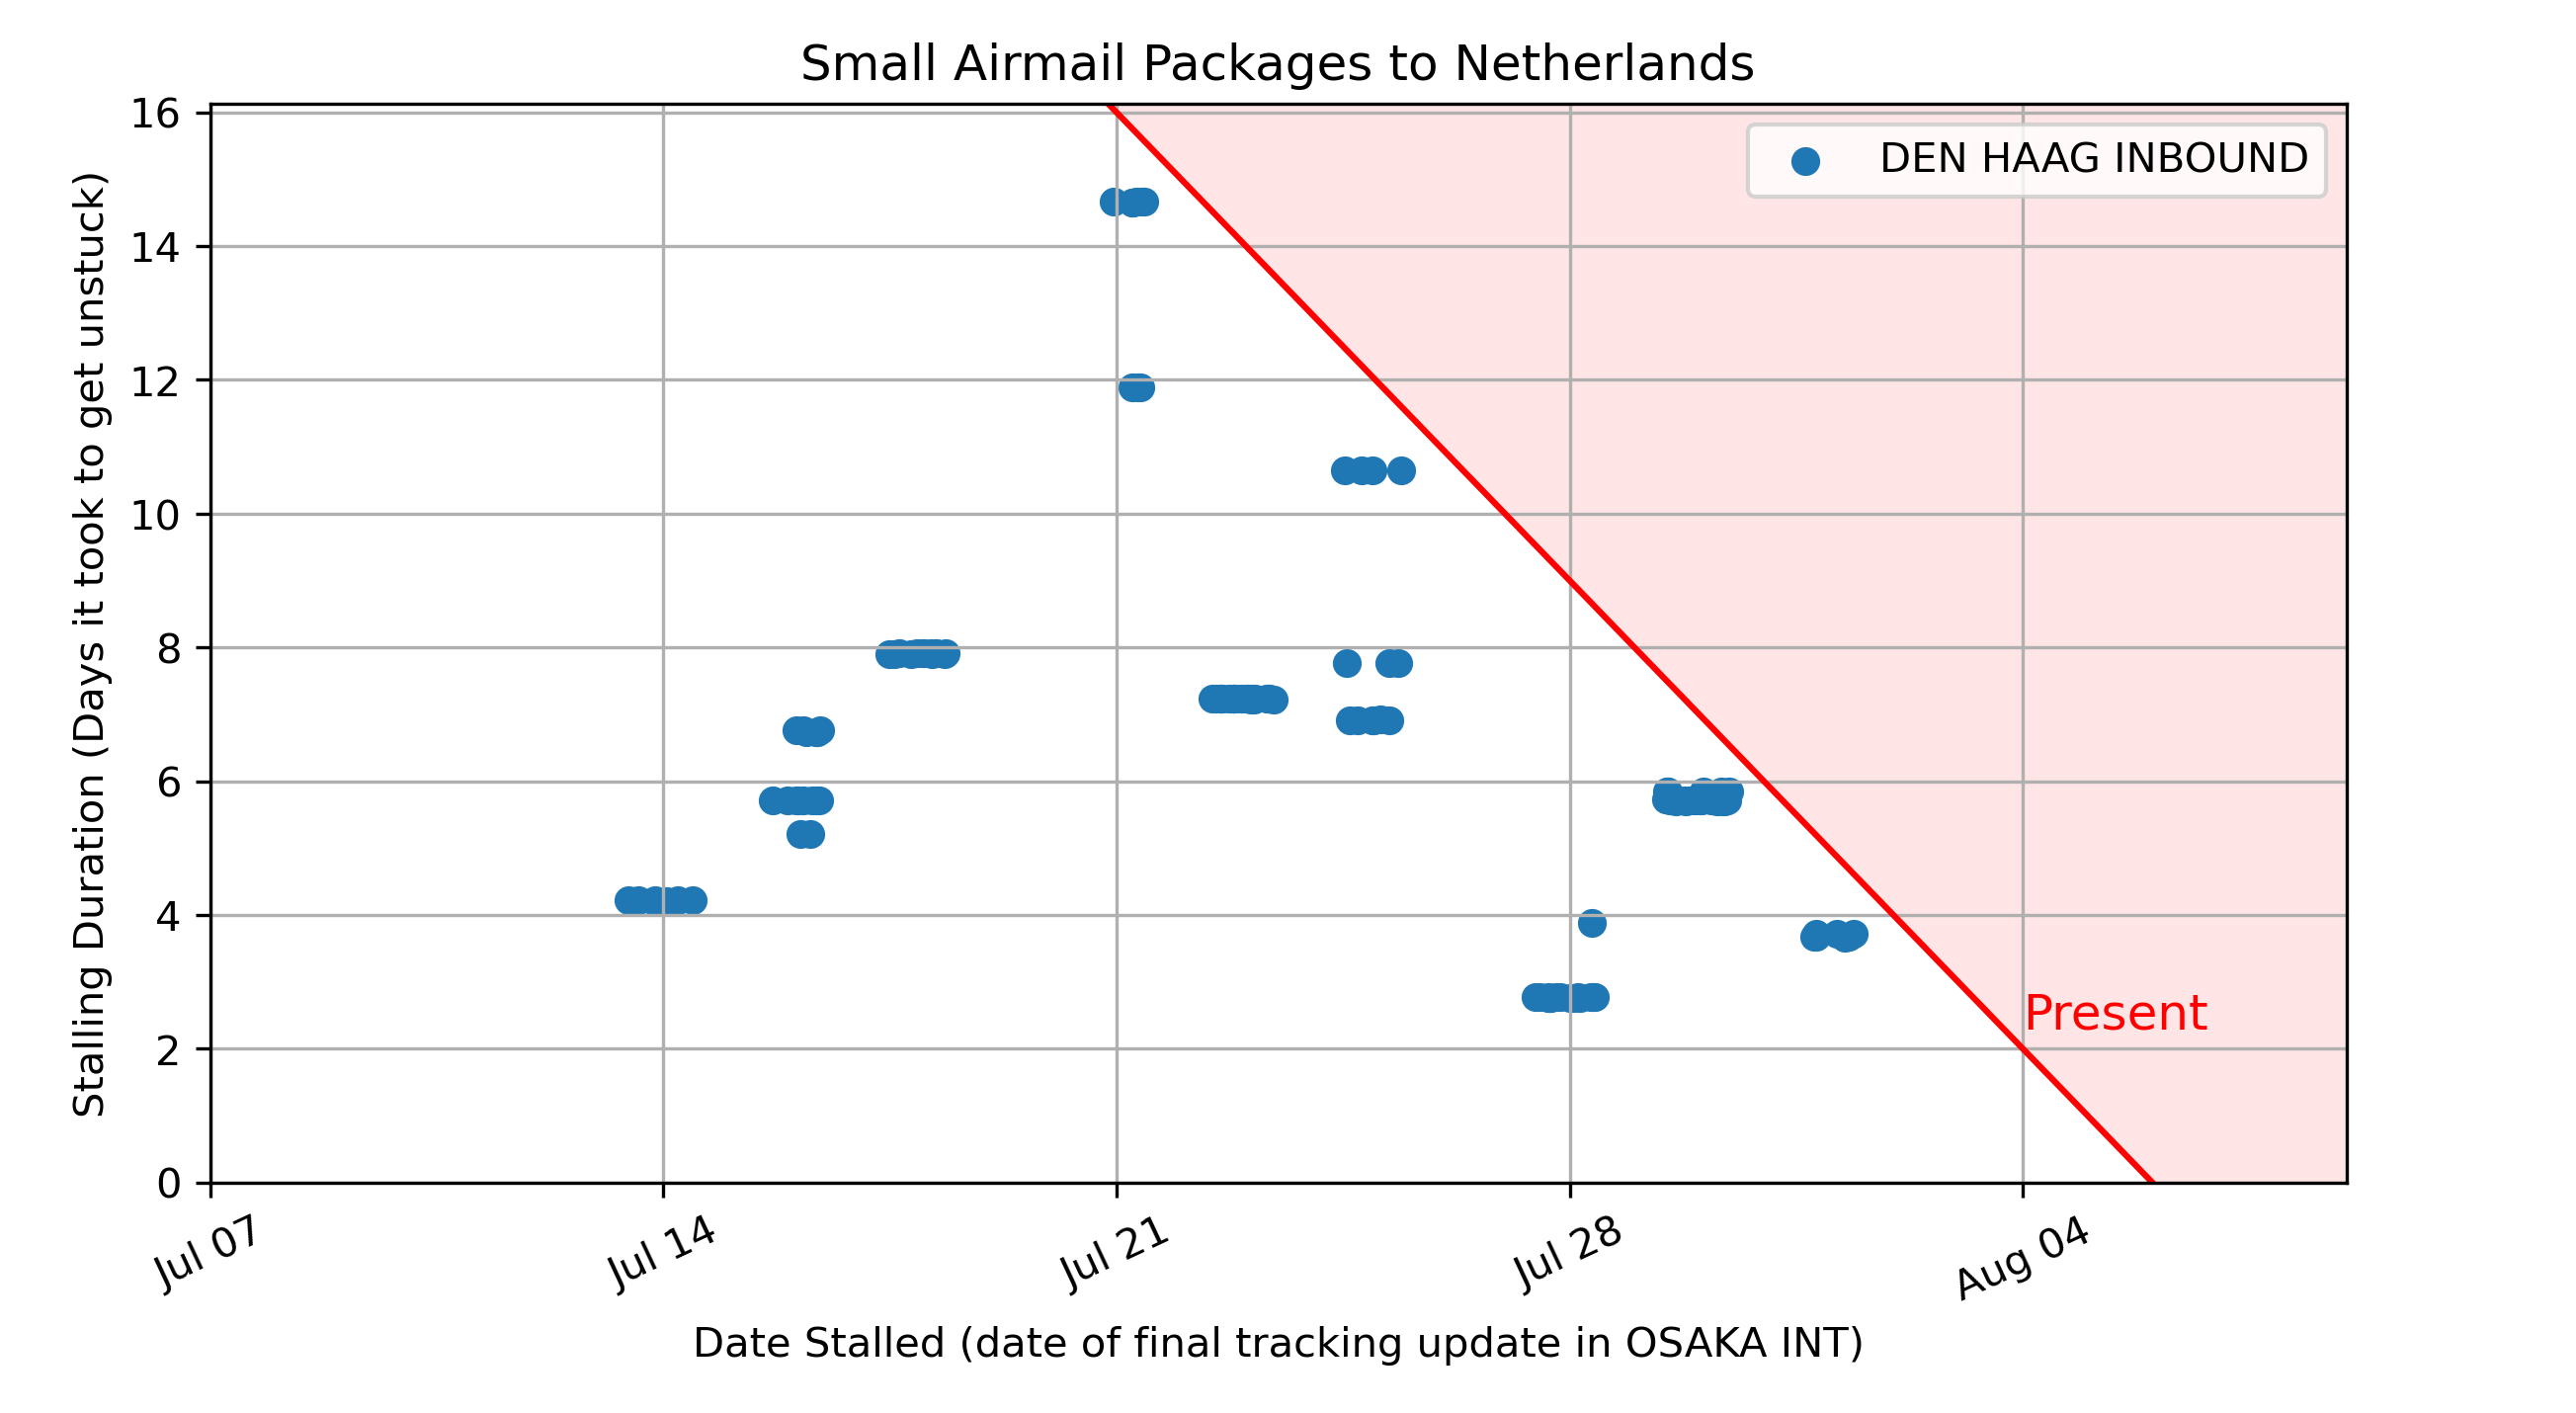 Small Airmail Packages to Netherlands
DEN HAAG INBOUND
Stalling Duration (Days it took to get unstuck)
16
14
12
10
8
6
4
2
0
Present
Jul 07
Jul 14
Jul 21
Jul 28
Aug 04
Date Stalled (date of final tracking update in OSAKA INT)